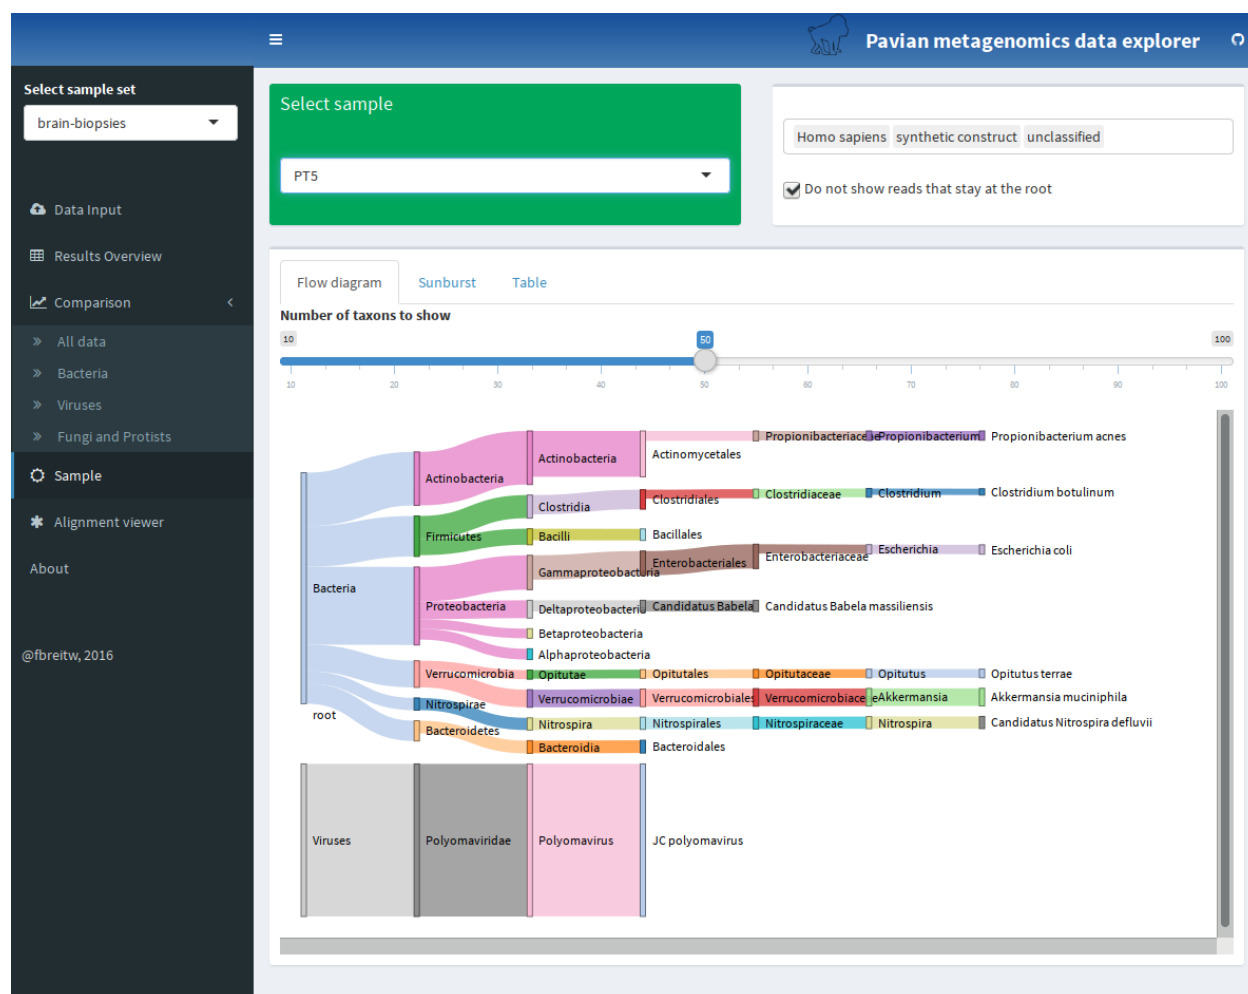 Pavian metagenomics data explorer
Select sample set
brain-biopsies
Data Input
Results Overview
Comparison
All data
Bacteria
Viruses
Fungi and Protists
Sample
Alignment viewer
About
@fbreitw, 2016
Select sample
PT5
Homo sapiens synthetic construct unclassified
Do not show reads that stay at the root
Flow diagram Sunburst Table
Number of taxons to show
10 50 100
10 20 30 40 50 60 70 80 90 100
Propionibacteriaceae Propionibacterium Propionibacterium acnes
Actinobacteria Actinomycetales
Actinobacteria
Clostridiales Clostridiaceae Clostridium Clostridium botulinum
Clostridia
Firmicutes Bacilli Bacillales
Enterobacteriales Enterobacteriaceae Escherichia Escherichia coli
Gammaproteobacteria
Bacteria
Proteobacteria Deltaproteobacteria Candidatus Babela Candidatus Babela massiliensis
Betaproteobacteria
Alphaproteobacteria
Verrucomicrobia Opitutae Opitutales Opitutaceae Opitutus Opitutus terrae
Verrucomicrobiae Verrucomicrobiales Verrucomicrobiaceae Akkermansia Akkermansia muciniphila
Nitrospirae
root
Nitrospira Nitrospirales Nitrospiraceae Nitrospira Candidatus Nitrospira defluvii
Bacteroidetes
Bacteroidia Bacteroidales
Viruses Polyomaviridae Polyomavirus JC polyomavirus